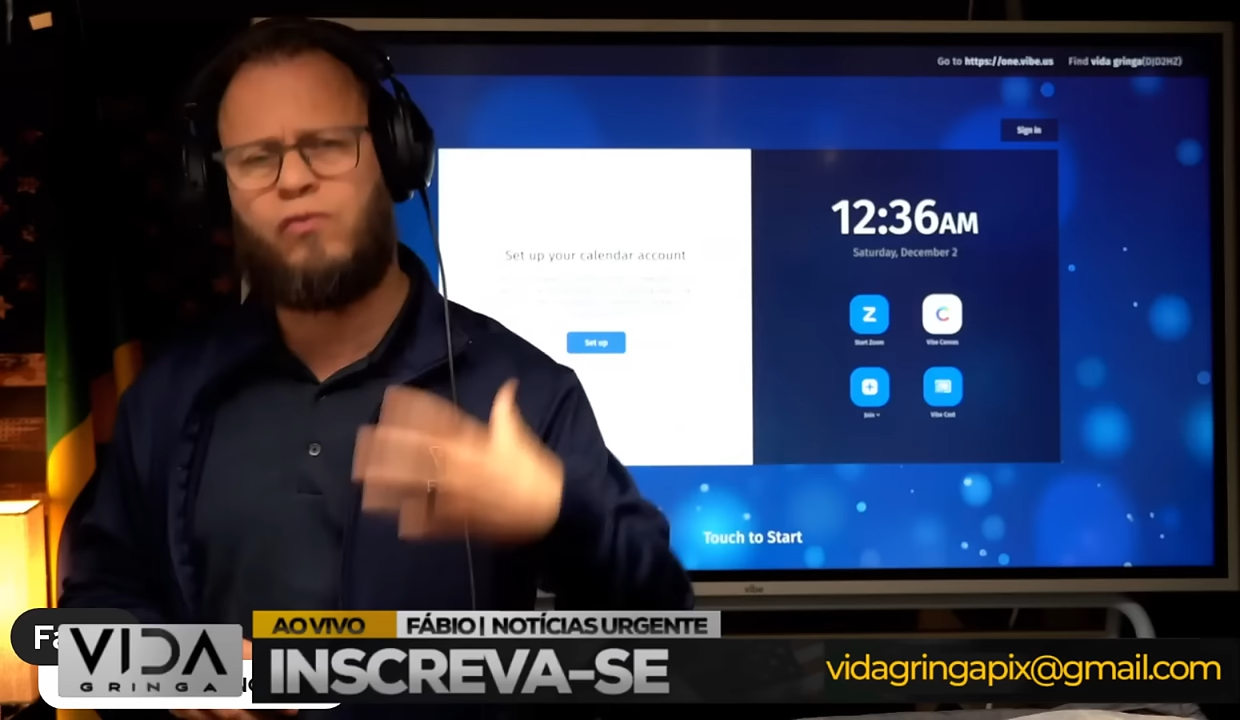 Go to https://one.vibe.us Find vida gringa(DJD2HZ)
Sign in
12:36AM
Saturday, December 2
Set up your calendar account
Set up
Start Zoom
Vibe Canvas
Join
Vibe Cast
Touch to Start
vibe
AO VIVO FÁBIO| NOTÍCIAS URGENTE
VIDA
GRINGA
INSCREVA-SE
vidagringapix@gmail.com